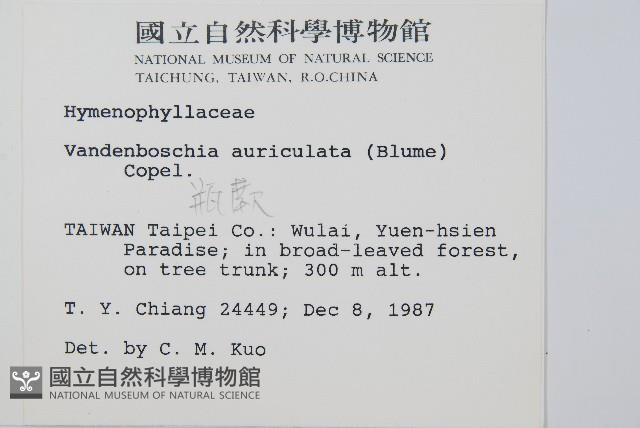 國立自然科學博物館
NATIONAL MUSEUM OF NATURAL SCIENCE
TAICHUNG, TAIWAN, R.O.CHINA
Hymenophyllaceae
Vandenboschia auriculata (Blume)
Copel.
瓶蕨
TAIWAN Taipei Co.: Wulai, Yuen-hsien
Paradise; in broad-leaved forest,
on tree trunk; 300 m alt.
T. Y. Chiang 24449; Dec 8, 1987
Det. by C. M. Kuo
國立自然科學博物館
NATIONAL MUSEUM OF NATURAL SCIENCE